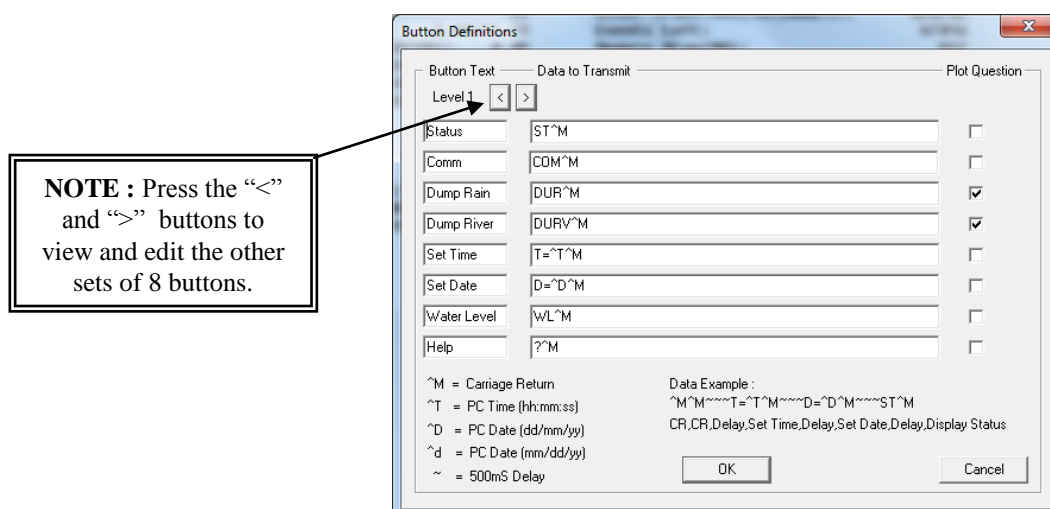 Button Definitions
Button Text Data to Transmit Plot Question
Level 1 < >
Status ST^M
Comm COM^M
Dump Rain DUR^M
Dump River DURV^M
Set Time T=^T^M
Set Date D=^D^M
Water Level WL^M
Help ?^M
^M = Carriage Return
^T = PC Time (hh:mm:ss)
^D = PC Date (dd/mm/yy)
^d = PC Date (mm/dd/yy)
~ = 500mS Delay
Data Example :
^M^M~~~T=^T^M~~~D=^D^M~~~ST^M
CR,CR,Delay,Set Time,Delay,Set Date,Delay,Display Status
OK Cancel
NOTE : Press the “<”
and “>” buttons to
view and edit the other
sets of 8 buttons.